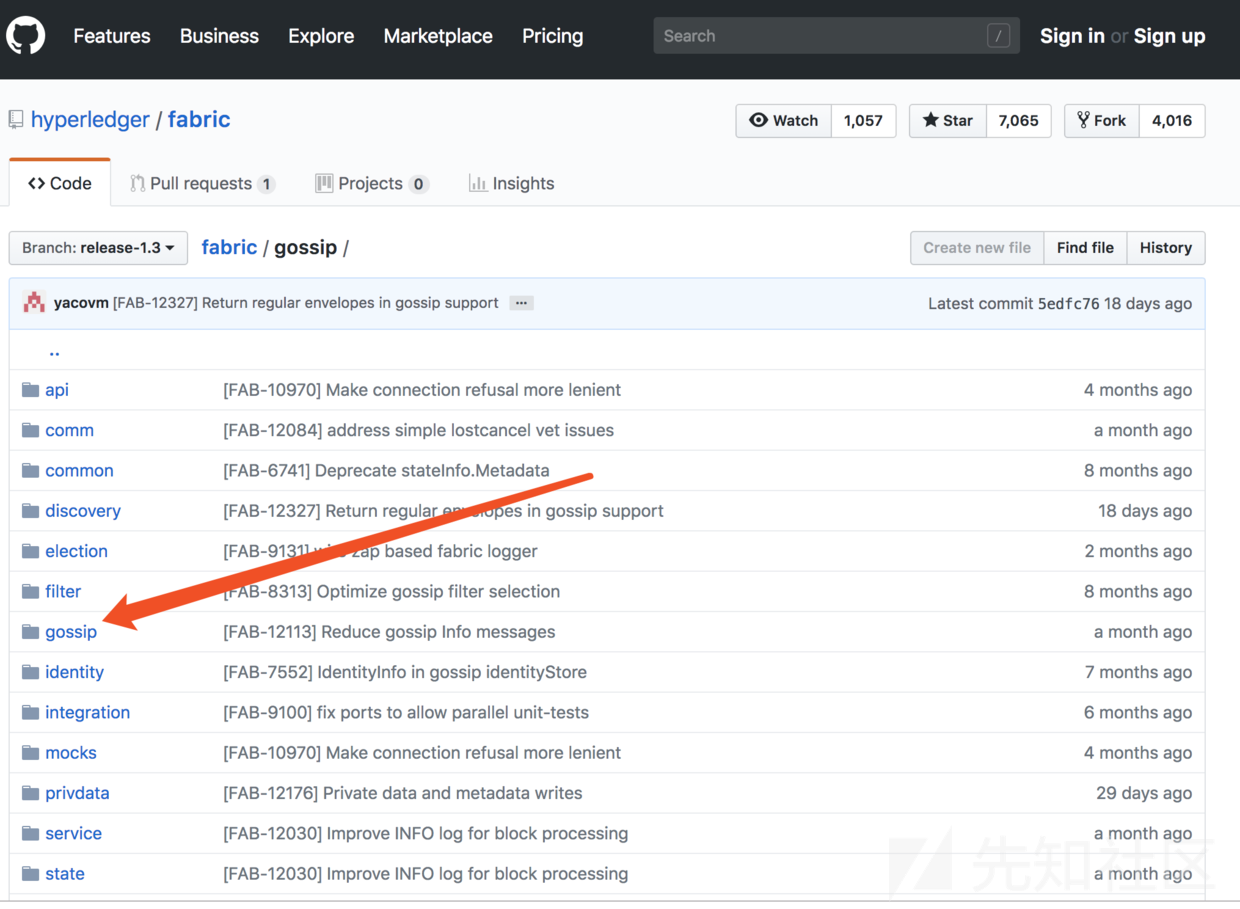 Features Business Explore Marketplace Pricing Search / Sign in or Sign up
hyperledger / fabric Watch 1,057 Star 7,065 Fork 4,016
<> Code Pull requests 1 Projects 0 Insights
Branch: release-1.3 fabric / gossip / Create new file Find file History
yacovm [FAB-12327] Return regular envelopes in gossip support ... Latest commit 5edfc76 18 days ago
..
api [FAB-10970] Make connection refusal more lenient 4 months ago
comm [FAB-12084] address simple lostcancel vet issues a month ago
common [FAB-6741] Deprecate stateInfo.Metadata 8 months ago
discovery [FAB-12327] Return regular envelopes in gossip support 18 days ago
election [FAB-9131] wire zap based fabric logger 2 months ago
filter [FAB-8313] Optimize gossip filter selection 8 months ago
gossip [FAB-12113] Reduce gossip Info messages a month ago
identity [FAB-7552] IdentityInfo in gossip identityStore 7 months ago
integration [FAB-9100] fix ports to allow parallel unit-tests 6 months ago
mocks [FAB-10970] Make connection refusal more lenient 4 months ago
privdata [FAB-12176] Private data and metadata writes 29 days ago
service [FAB-12030] Improve INFO log for block processing a month ago
state [FAB-12030] Improve INFO log for block processing a month ago
先知社区